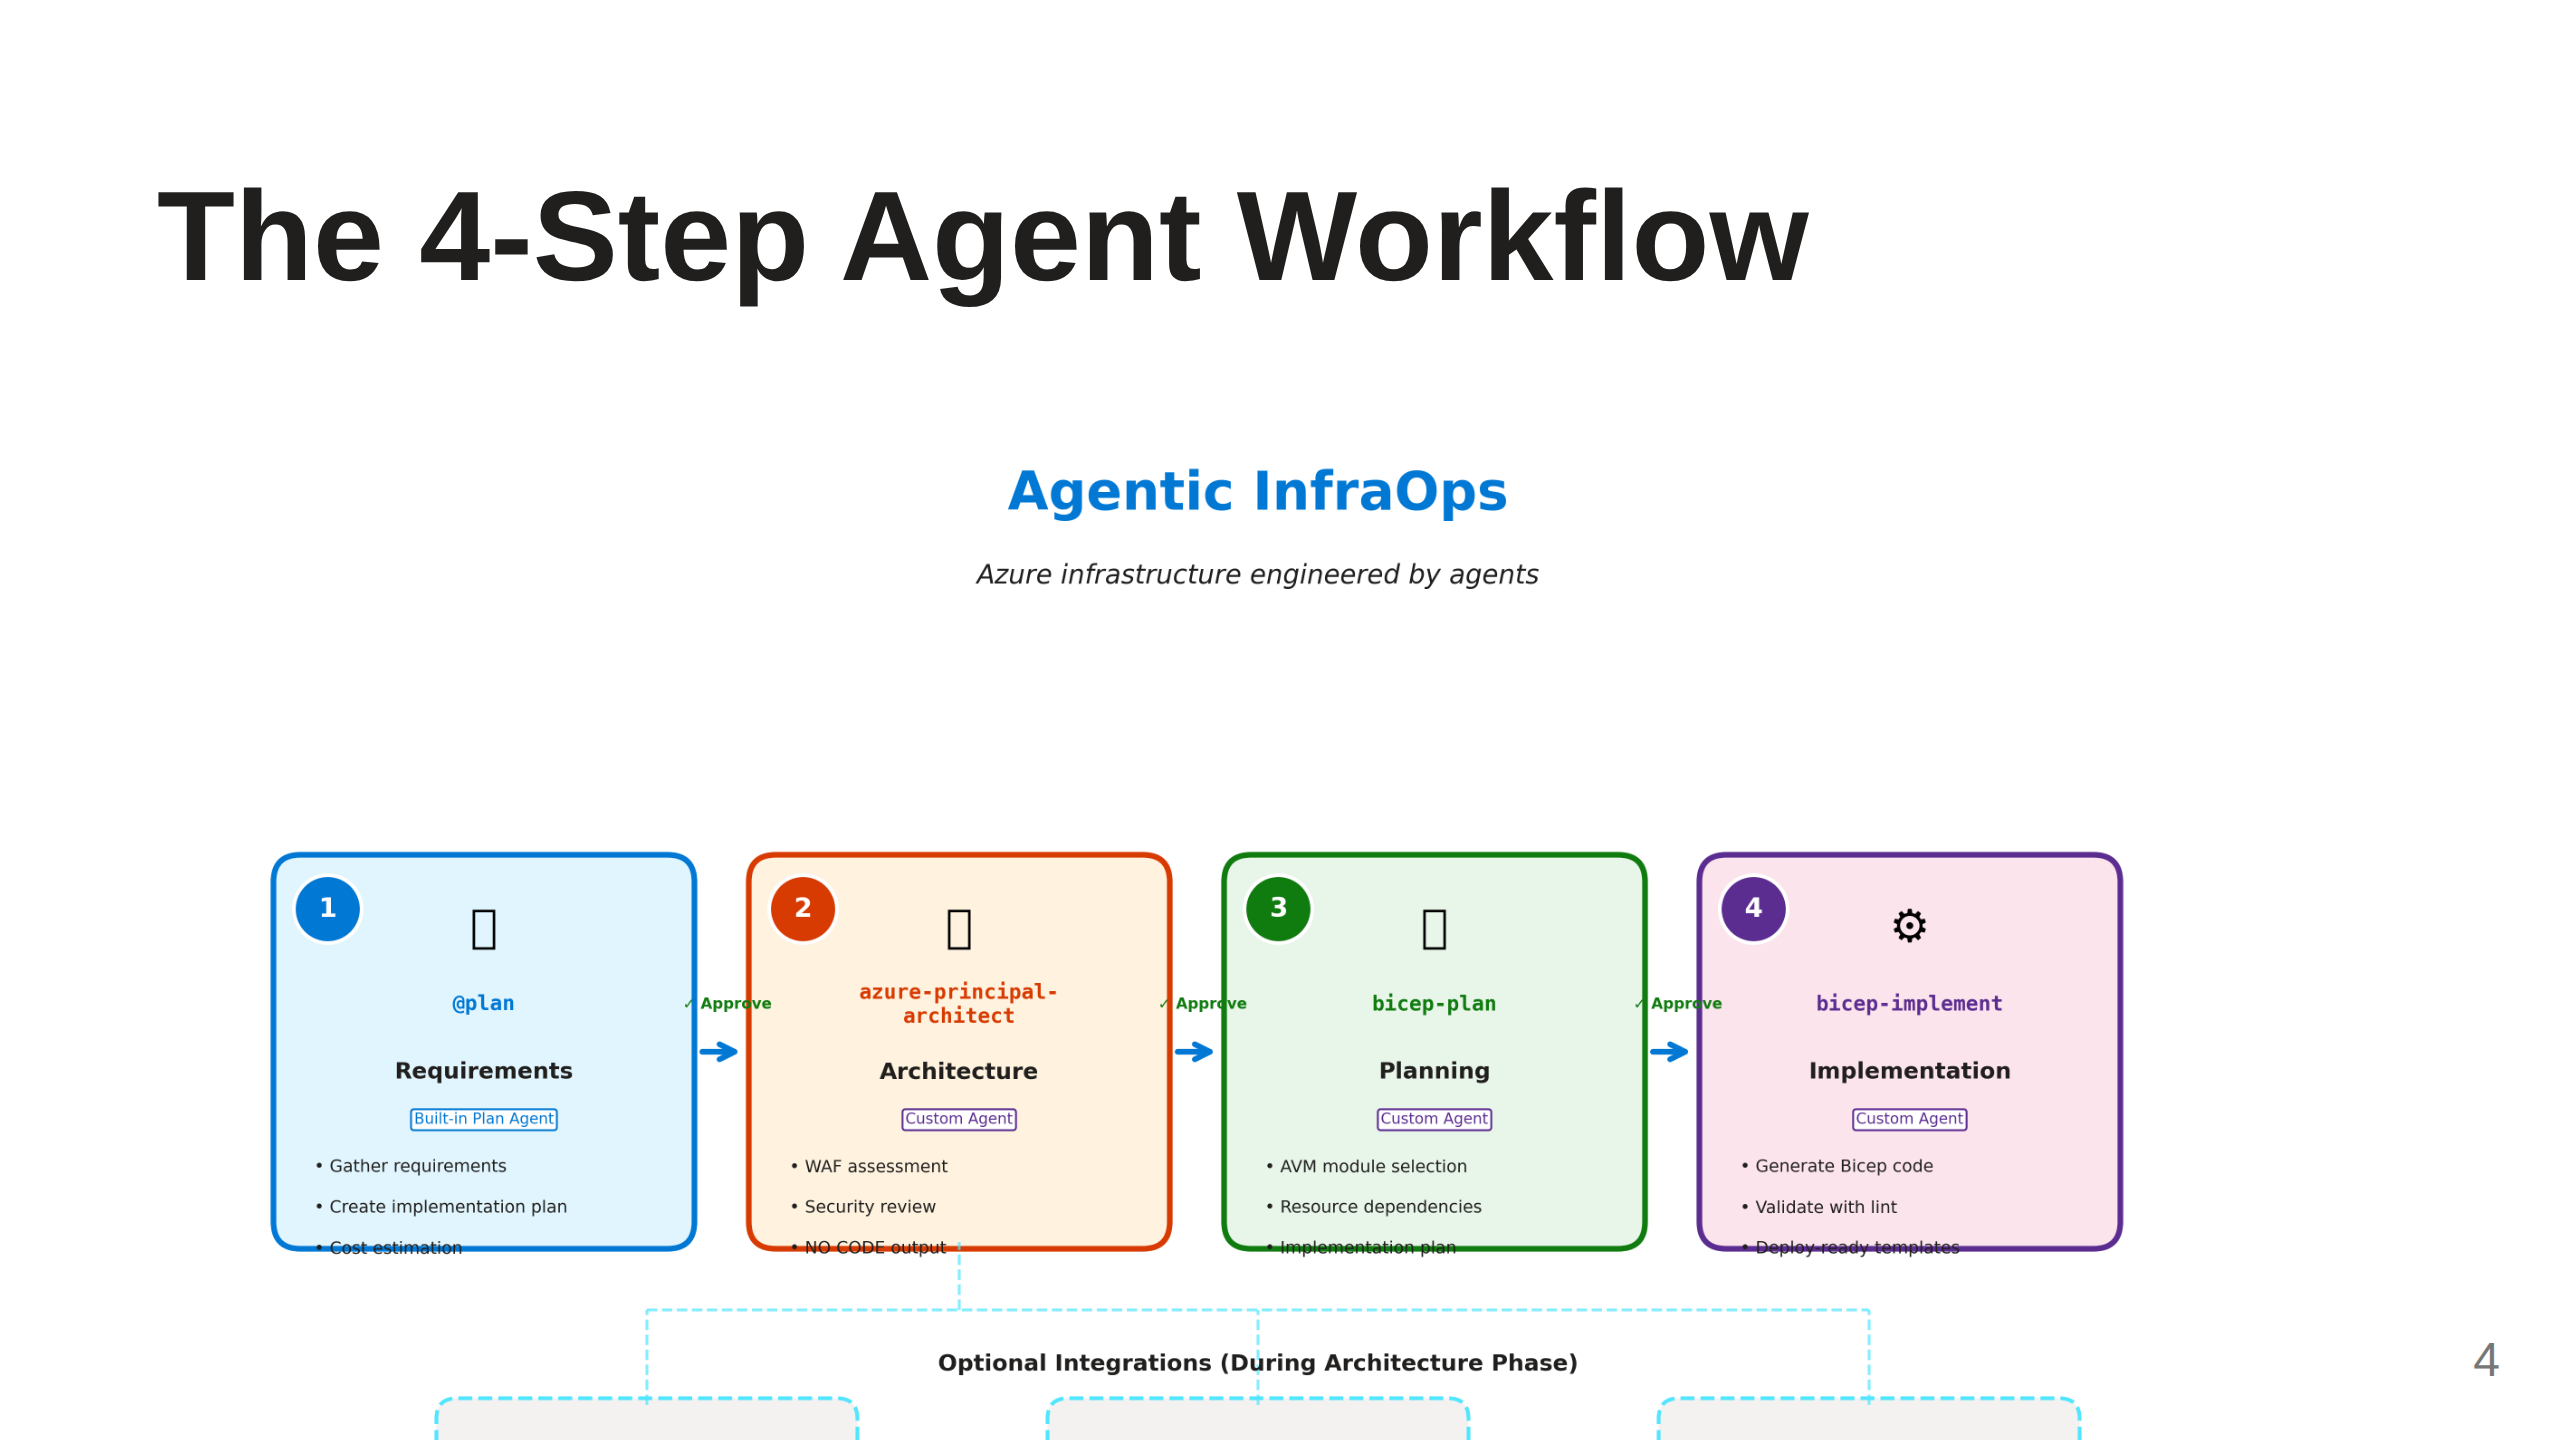 The 4-Step Agent Workflow
Agentic InfraOps
Azure infrastructure engineered by agents
1
@plan
Requirements
Built-in Plan Agent
• Gather requirements
• Create implementation plan
• Cost estimation
✓ Approve
2
azure-principal-
architect
Architecture
Custom Agent
• WAF assessment
• Security review
• NO CODE output
✓ Approve
3
bicep-plan
Planning
Custom Agent
• AVM module selection
• Resource dependencies
• Implementation plan
✓ Approve
4
bicep-implement
Implementation
Custom Agent
• Generate Bicep code
• Validate with lint
• Deploy-ready templates
Optional Integrations (During Architecture Phase)
4